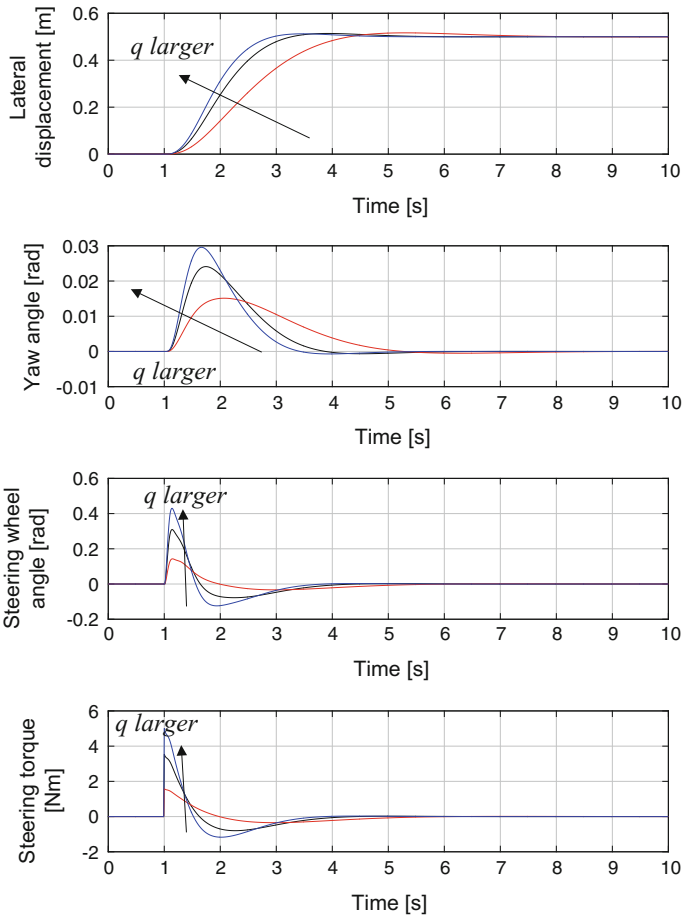 0.6
0.4
0.2
0
Lateral
displacement [m]
q larger
0 1 2 3 4 5 6 7 8 9 10
Time [s]
0.03
0.02
0.01
0
-0.01
Yaw angle [rad]
q larger
0 1 2 3 4 5 6 7 8 9 10
Time [s]
0.6
0.4
0.2
0
-0.2
Steering wheel
angle [rad]
q larger
0 1 2 3 4 5 6 7 8 9 10
Time [s]
6
4
2
0
-2
Steering torque
[Nm]
q larger
0 1 2 3 4 5 6 7 8 9 10
Time [s]